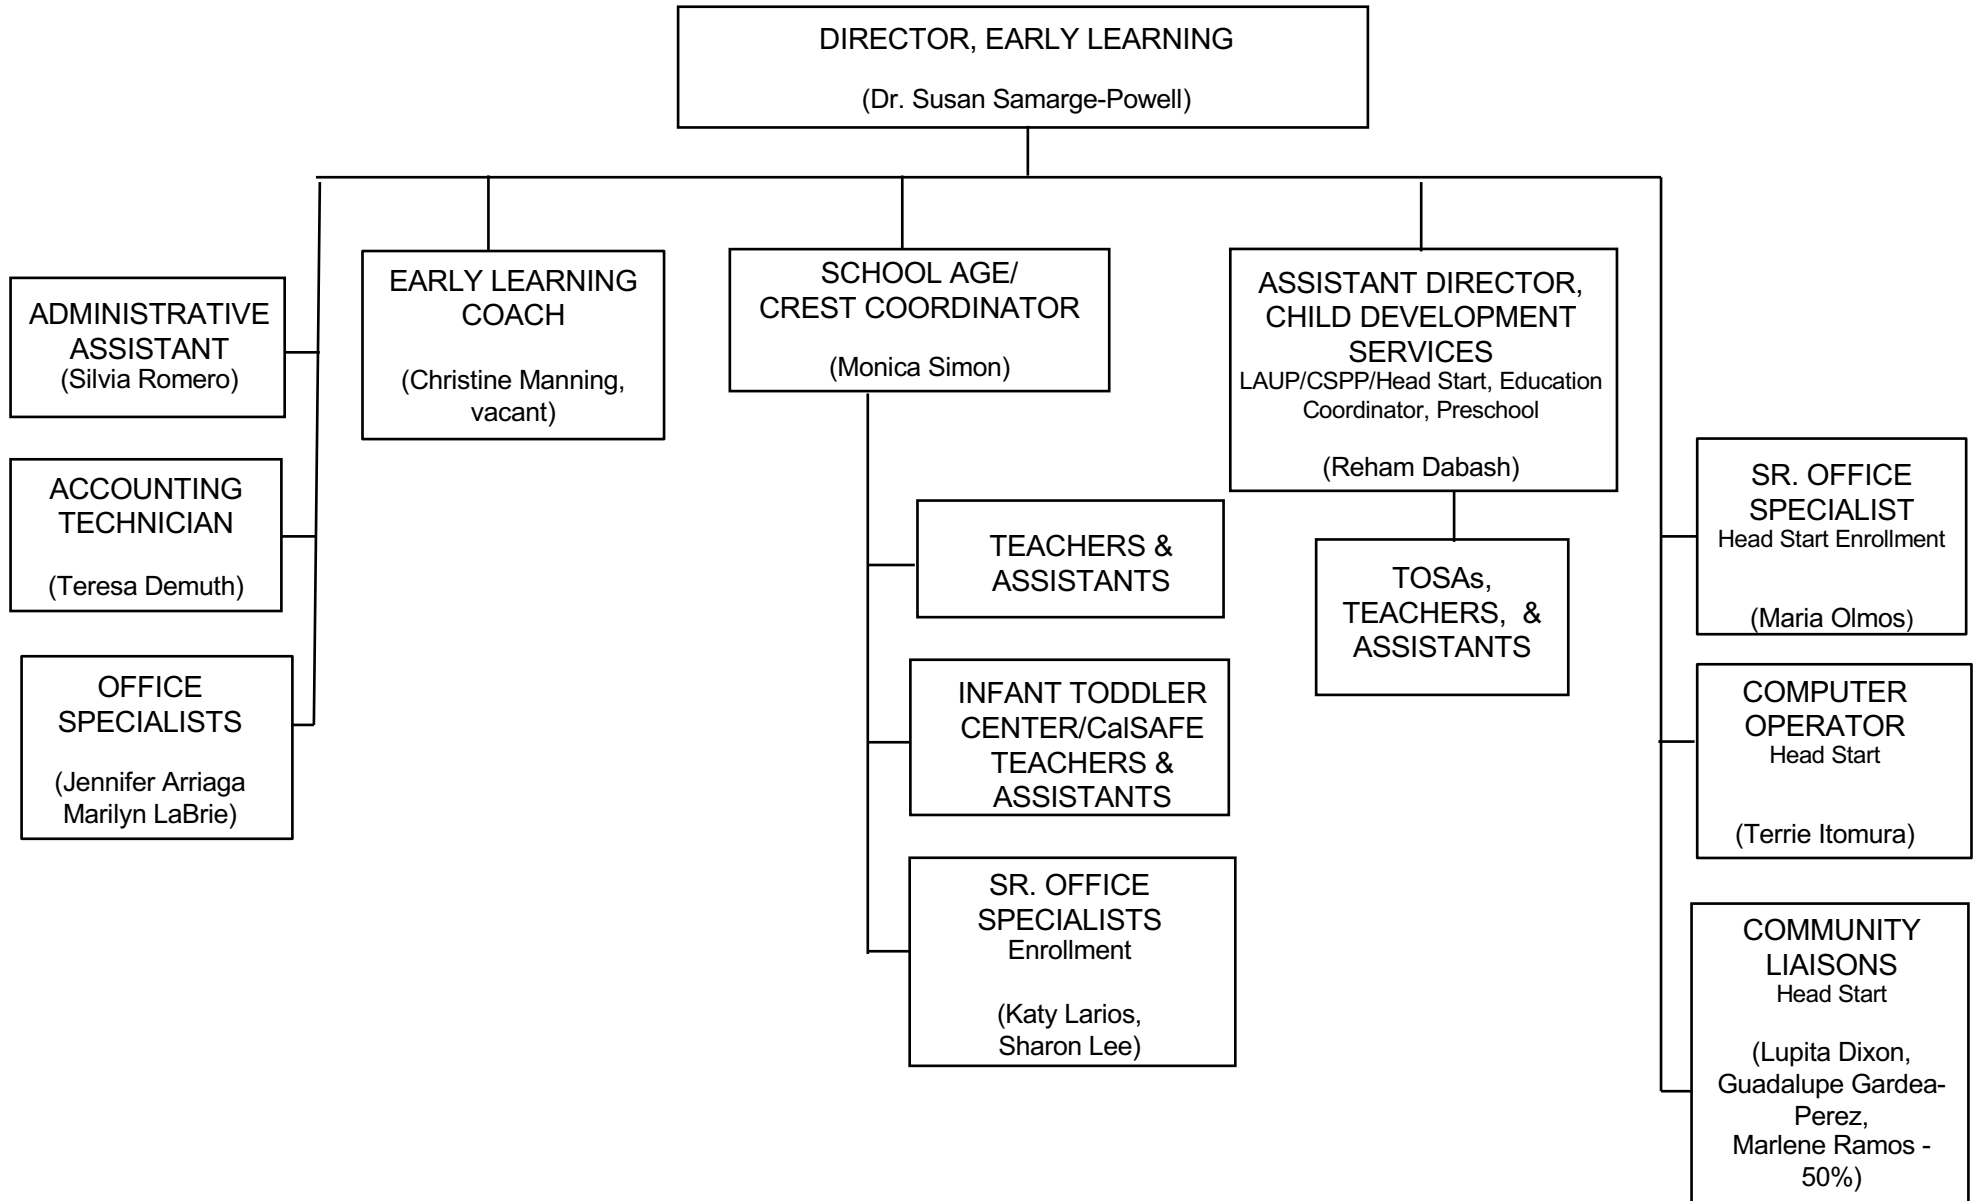 DIRECTOR, EARLY LEARNING
(Dr. Susan Samarge-Powell)
ADMINISTRATIVE
ASSISTANT
(Silvia Romero)
ACCOUNTING
TECHNICIAN
(Teresa Demuth)
OFFICE
SPECIALISTS
(Jennifer Arriaga
Marilyn LaBrie)
EARLY LEARNING
COACH
(Christine Manning,
vacant)
SCHOOL AGE/
CREST COORDINATOR
(Monica Simon)
TEACHERS &
ASSISTANTS
INFANT TODDLER
CENTER/CalSAFE
TEACHERS &
ASSISTANTS
SR. OFFICE
SPECIALISTS
Enrollment
(Katy Larios,
Sharon Lee)
ASSISTANT DIRECTOR,
CHILD DEVELOPMENT
SERVICES
LAUP/CSPP/Head Start, Education
Coordinator, Preschool
(Reham Dabash)
TOSAs,
TEACHERS, &
ASSISTANTS
SR. OFFICE
SPECIALIST
Head Start Enrollment
(Maria Olmos)
COMPUTER
OPERATOR
Head Start
(Terrie Itomura)
COMMUNITY
LIAISONS
Head Start
(Lupita Dixon,
Guadalupe Gardea-
Perez,
Marlene Ramos -
50%)